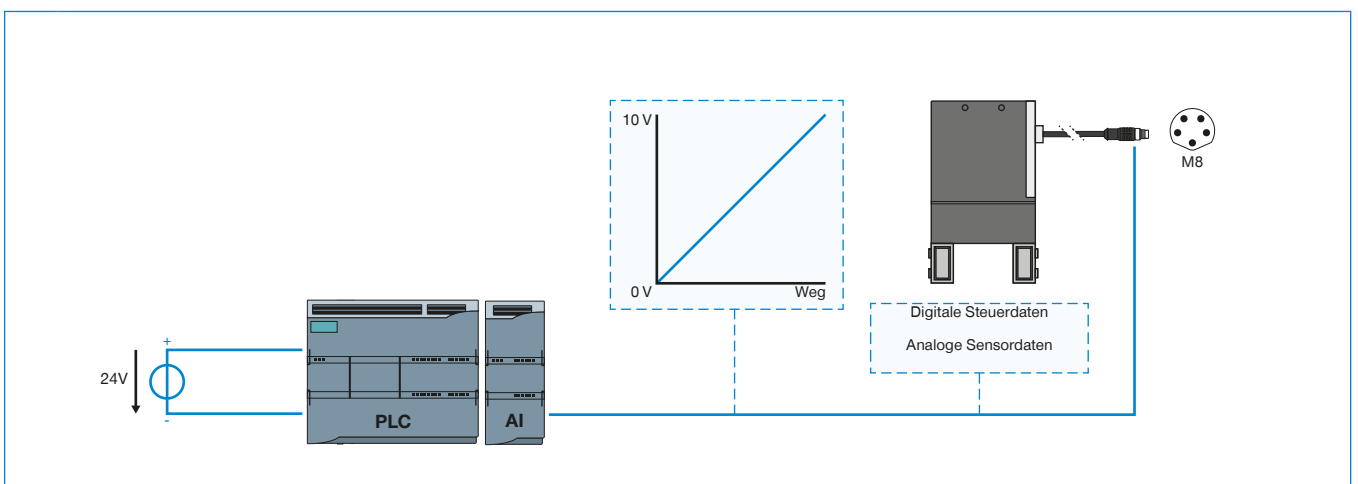 10 V
0 V
Weg
M8
Digitale Steuerdaten
Analoge Sensordaten
+
24V
-
PLC
AI